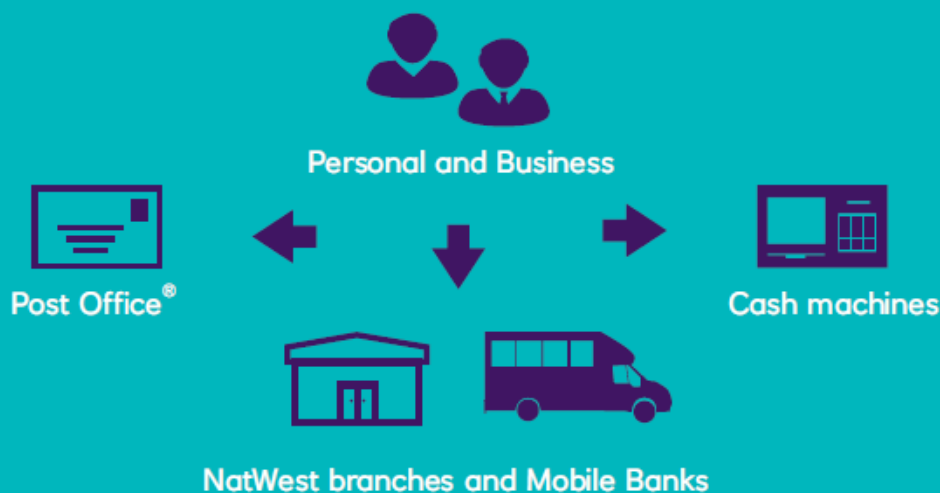 Personal and Business
Post Office®
Cash machines
NatWest branches and Mobile Banks